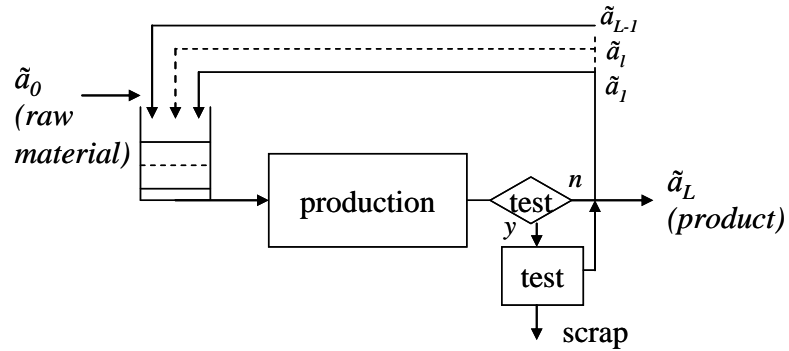 ã_{L-1}
ã_l
ã_1
ã_0
(raw
material)
production
test
n
y
ã_L
(product)
test
scrap